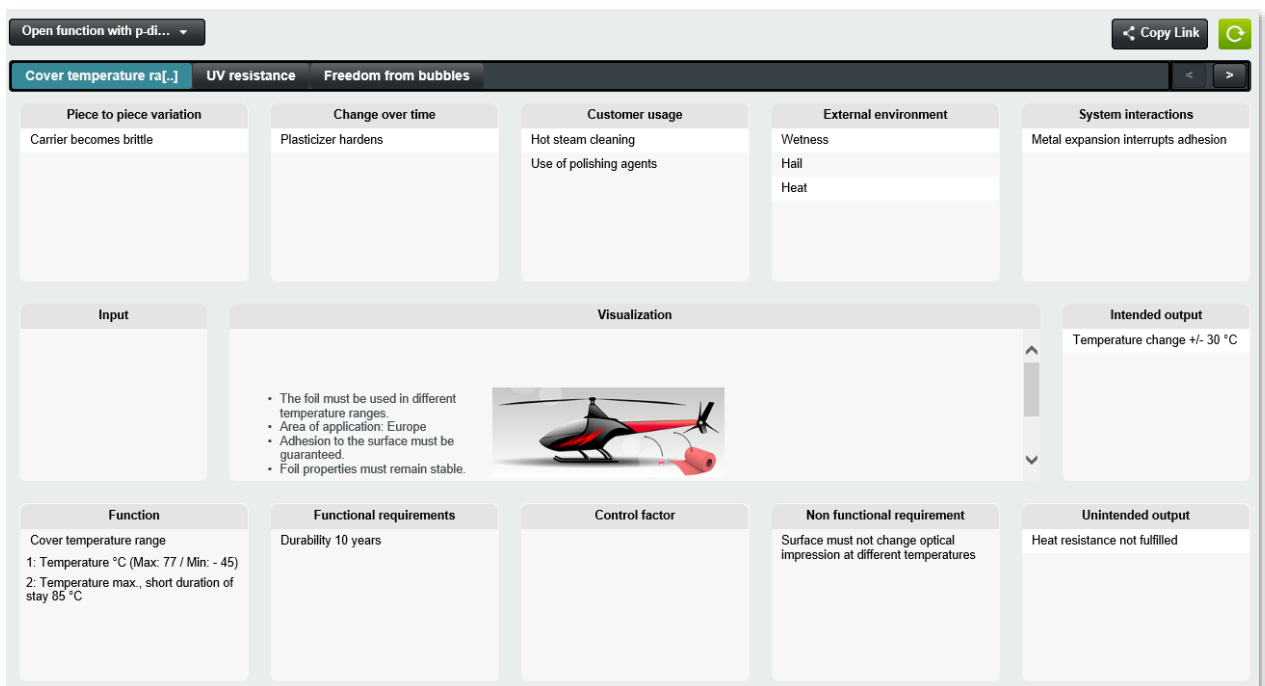 Open function with p-di...
Copy Link
Cover temperature ra[..] UV resistance Freedom from bubbles < >
Piece to piece variation
Carrier becomes brittle
Change over time
Plasticizer hardens
Customer usage
Hot steam cleaning
Use of polishing agents
External environment
Wetness
Hail
Heat
System interactions
Metal expansion interrupts adhesion
Input
Visualization
• The foil must be used in different
temperature ranges.
• Area of application: Europe
• Adhesion to the surface must be
guaranteed.
• Foil properties must remain stable.
Intended output
Temperature change +/- 30 °C
Function
Cover temperature range
1: Temperature °C (Max: 77 / Min: - 45)
2: Temperature max., short duration of
stay 85 °C
Functional requirements
Durability 10 years
Control factor
Non functional requirement
Surface must not change optical
impression at different temperatures
Unintended output
Heat resistance not fulfilled